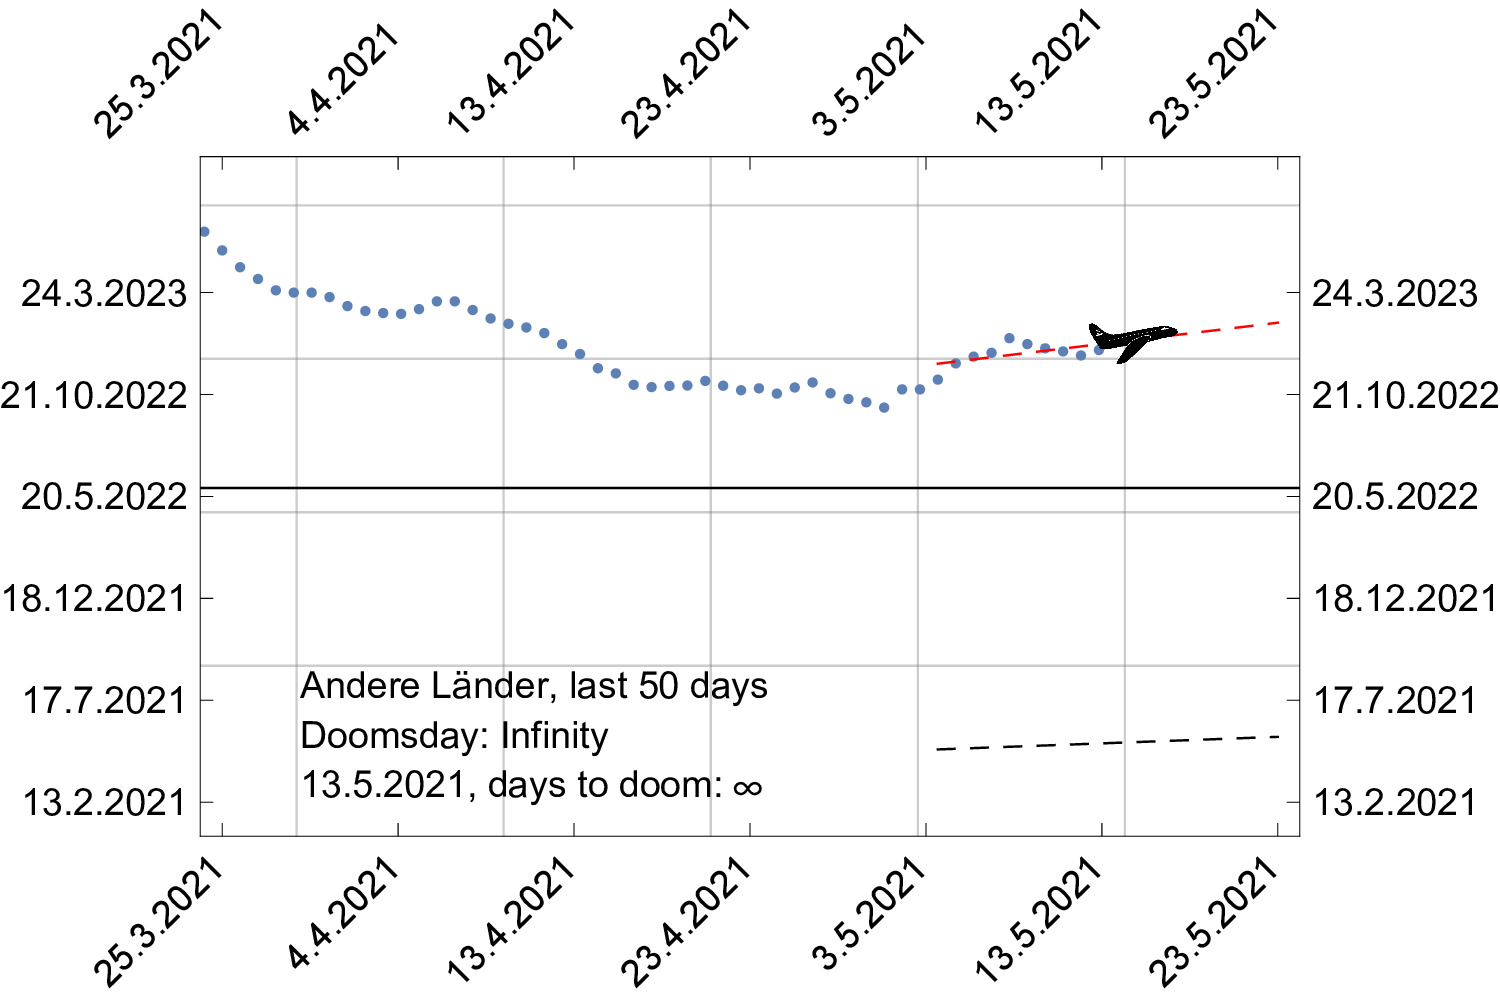 25.3.2021 4.4.2021 13.4.2021 23.4.2021 3.5.2021 13.5.2021 23.5.2021
24.3.2023 24.3.2023
21.10.2022 21.10.2022
20.5.2022 20.5.2022
18.12.2021 18.12.2021
17.7.2021 17.7.2021
13.2.2021 13.2.2021
Andere Länder, last 50 days
Doomsday: Infinity
13.5.2021, days to doom: ∞
25.3.2021 4.4.2021 13.4.2021 23.4.2021 3.5.2021 13.5.2021 23.5.2021